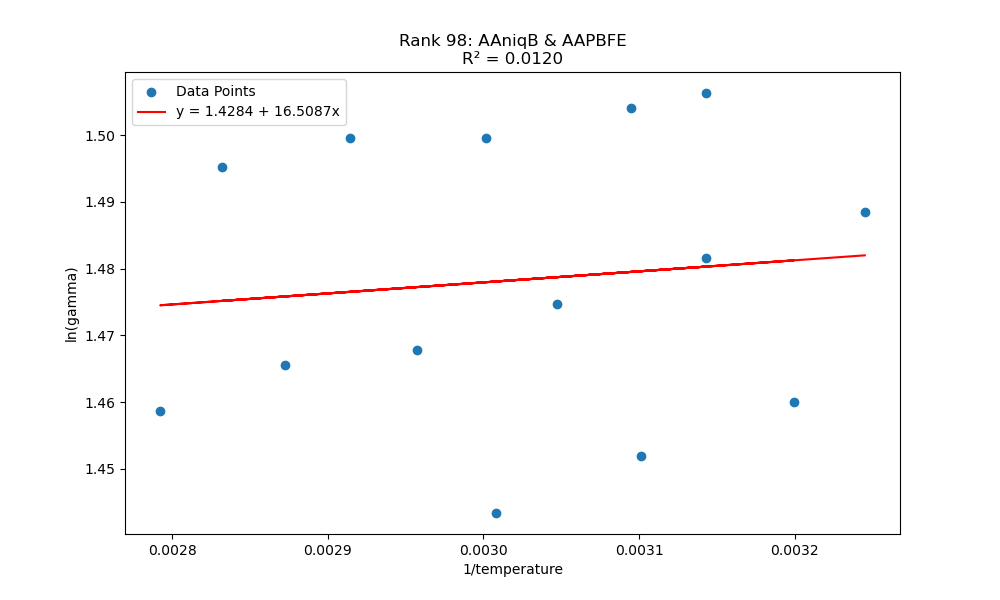 Rank 98: AAniqB & AAPBFE
R² = 0.0120
Data Points
y = 1.4284 + 16.5087x
1.50
1.49
1.48
1.47
1.46
1.45
ln(gamma)
0.0028 0.0029 0.0030 0.0031 0.0032
1/temperature